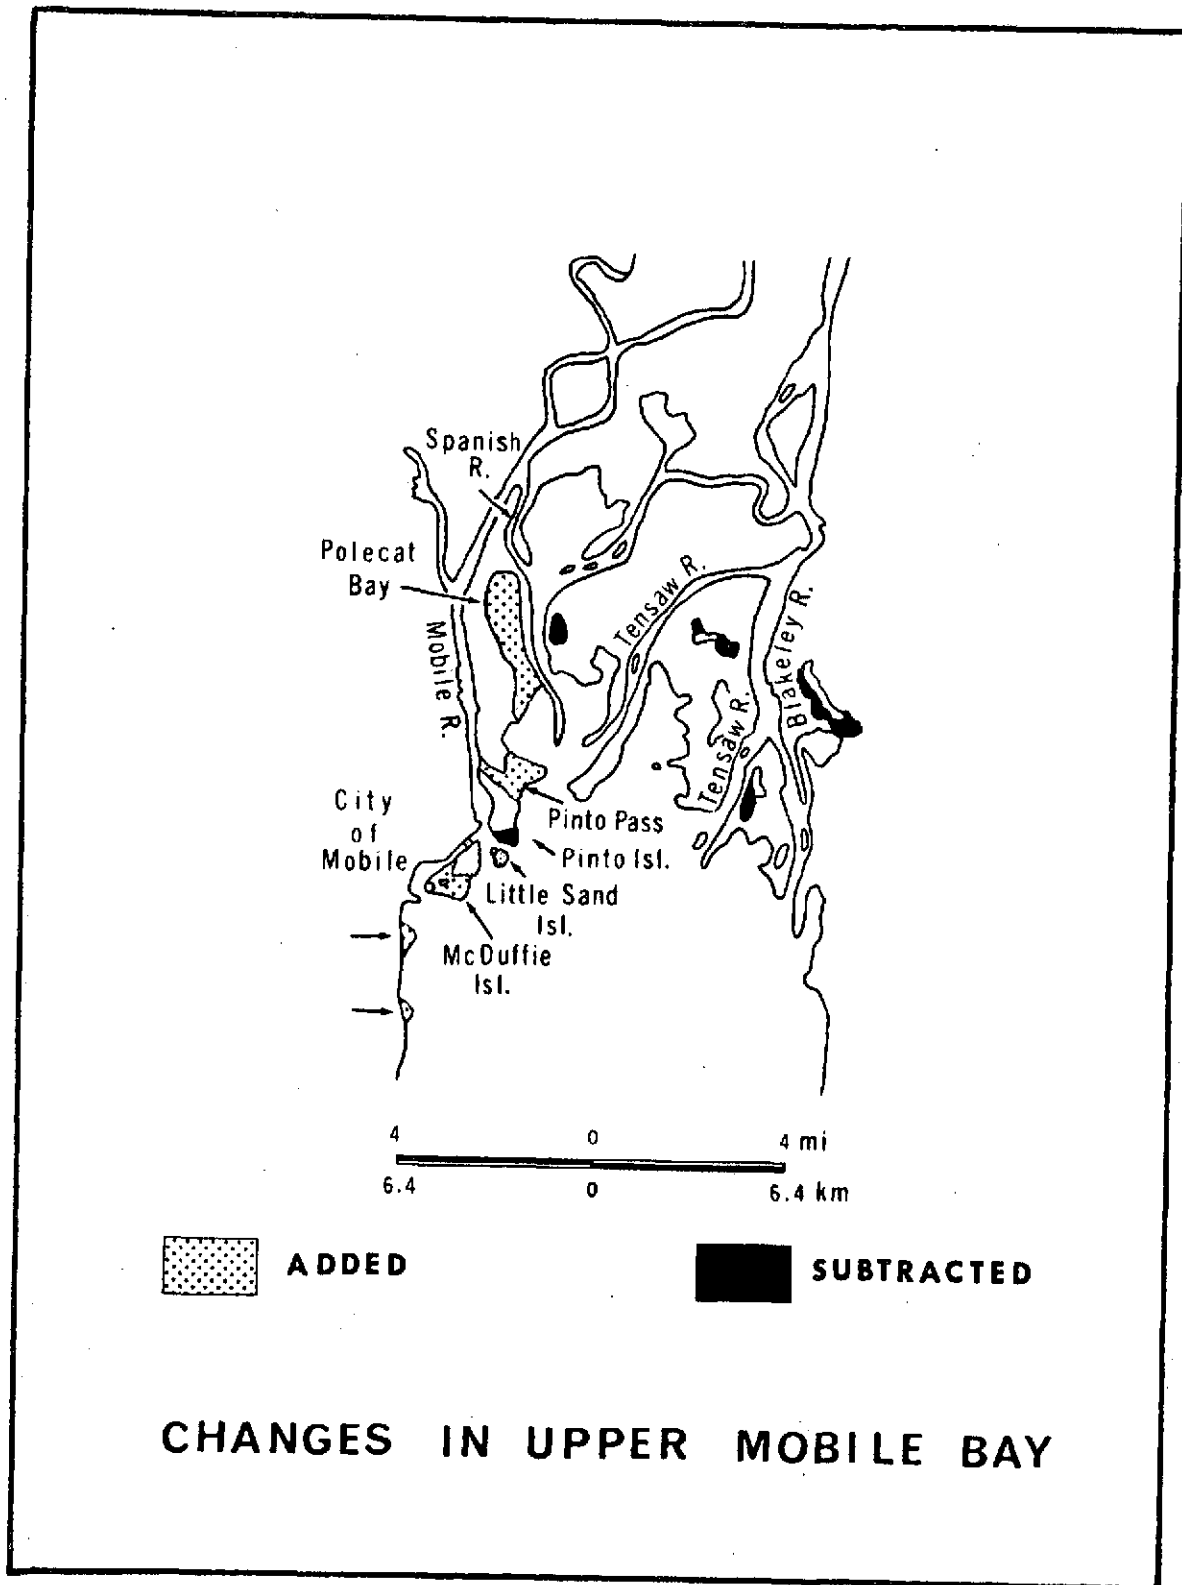 Spanish
R.
Polecat
Bay
Mobile R.
Tensaw R.
Blakeley R.
Tensaw R.
City
of
Mobile
Pinto Pass
Pinto Isl.
Little Sand
Isl.
McDuffie
Isl.
4 0 4 mi
6.4 0 6.4 km
ADDED
SUBTRACTED
CHANGES IN UPPER MOBILE BAY